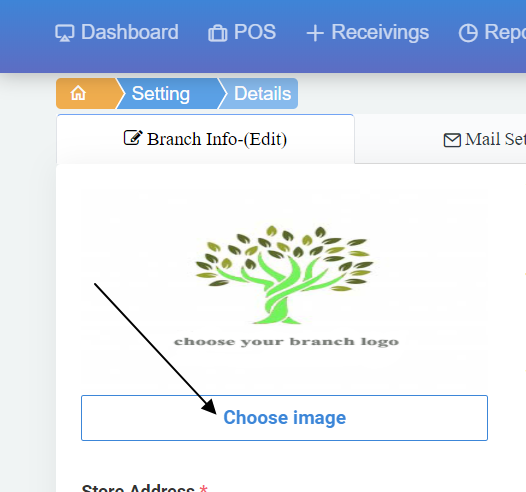 Dashboard POS Receivings Repo
Setting Details
Branch Info-(Edit) Mail Set
choose your branch logo
Choose image
Store Address *